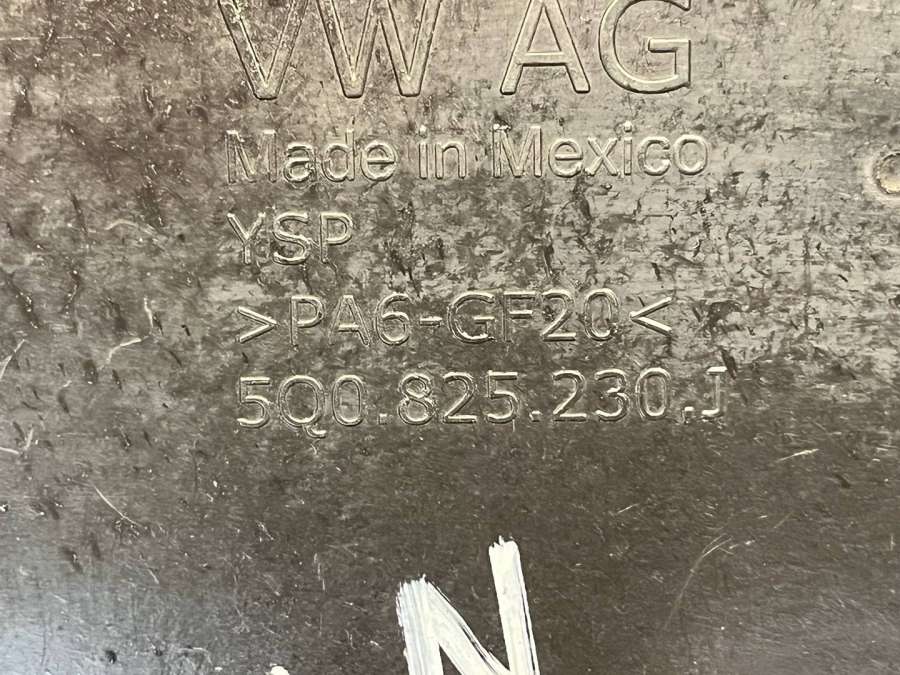 VW AG
Made in Mexico
YSP
>PA6-GF20<
5Q0.825.230.J
N